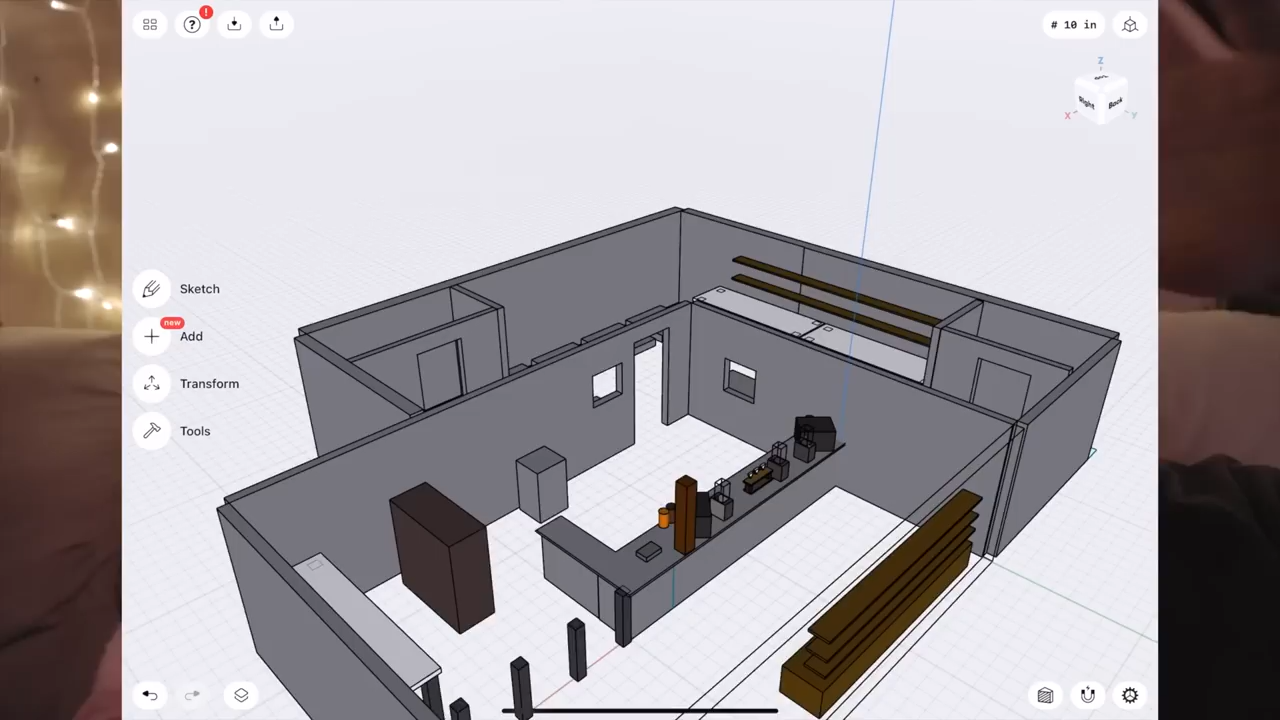 ?
!
# 10 in
Z
Right
Back
X
Y
Sketch
new
Add
Transform
Tools